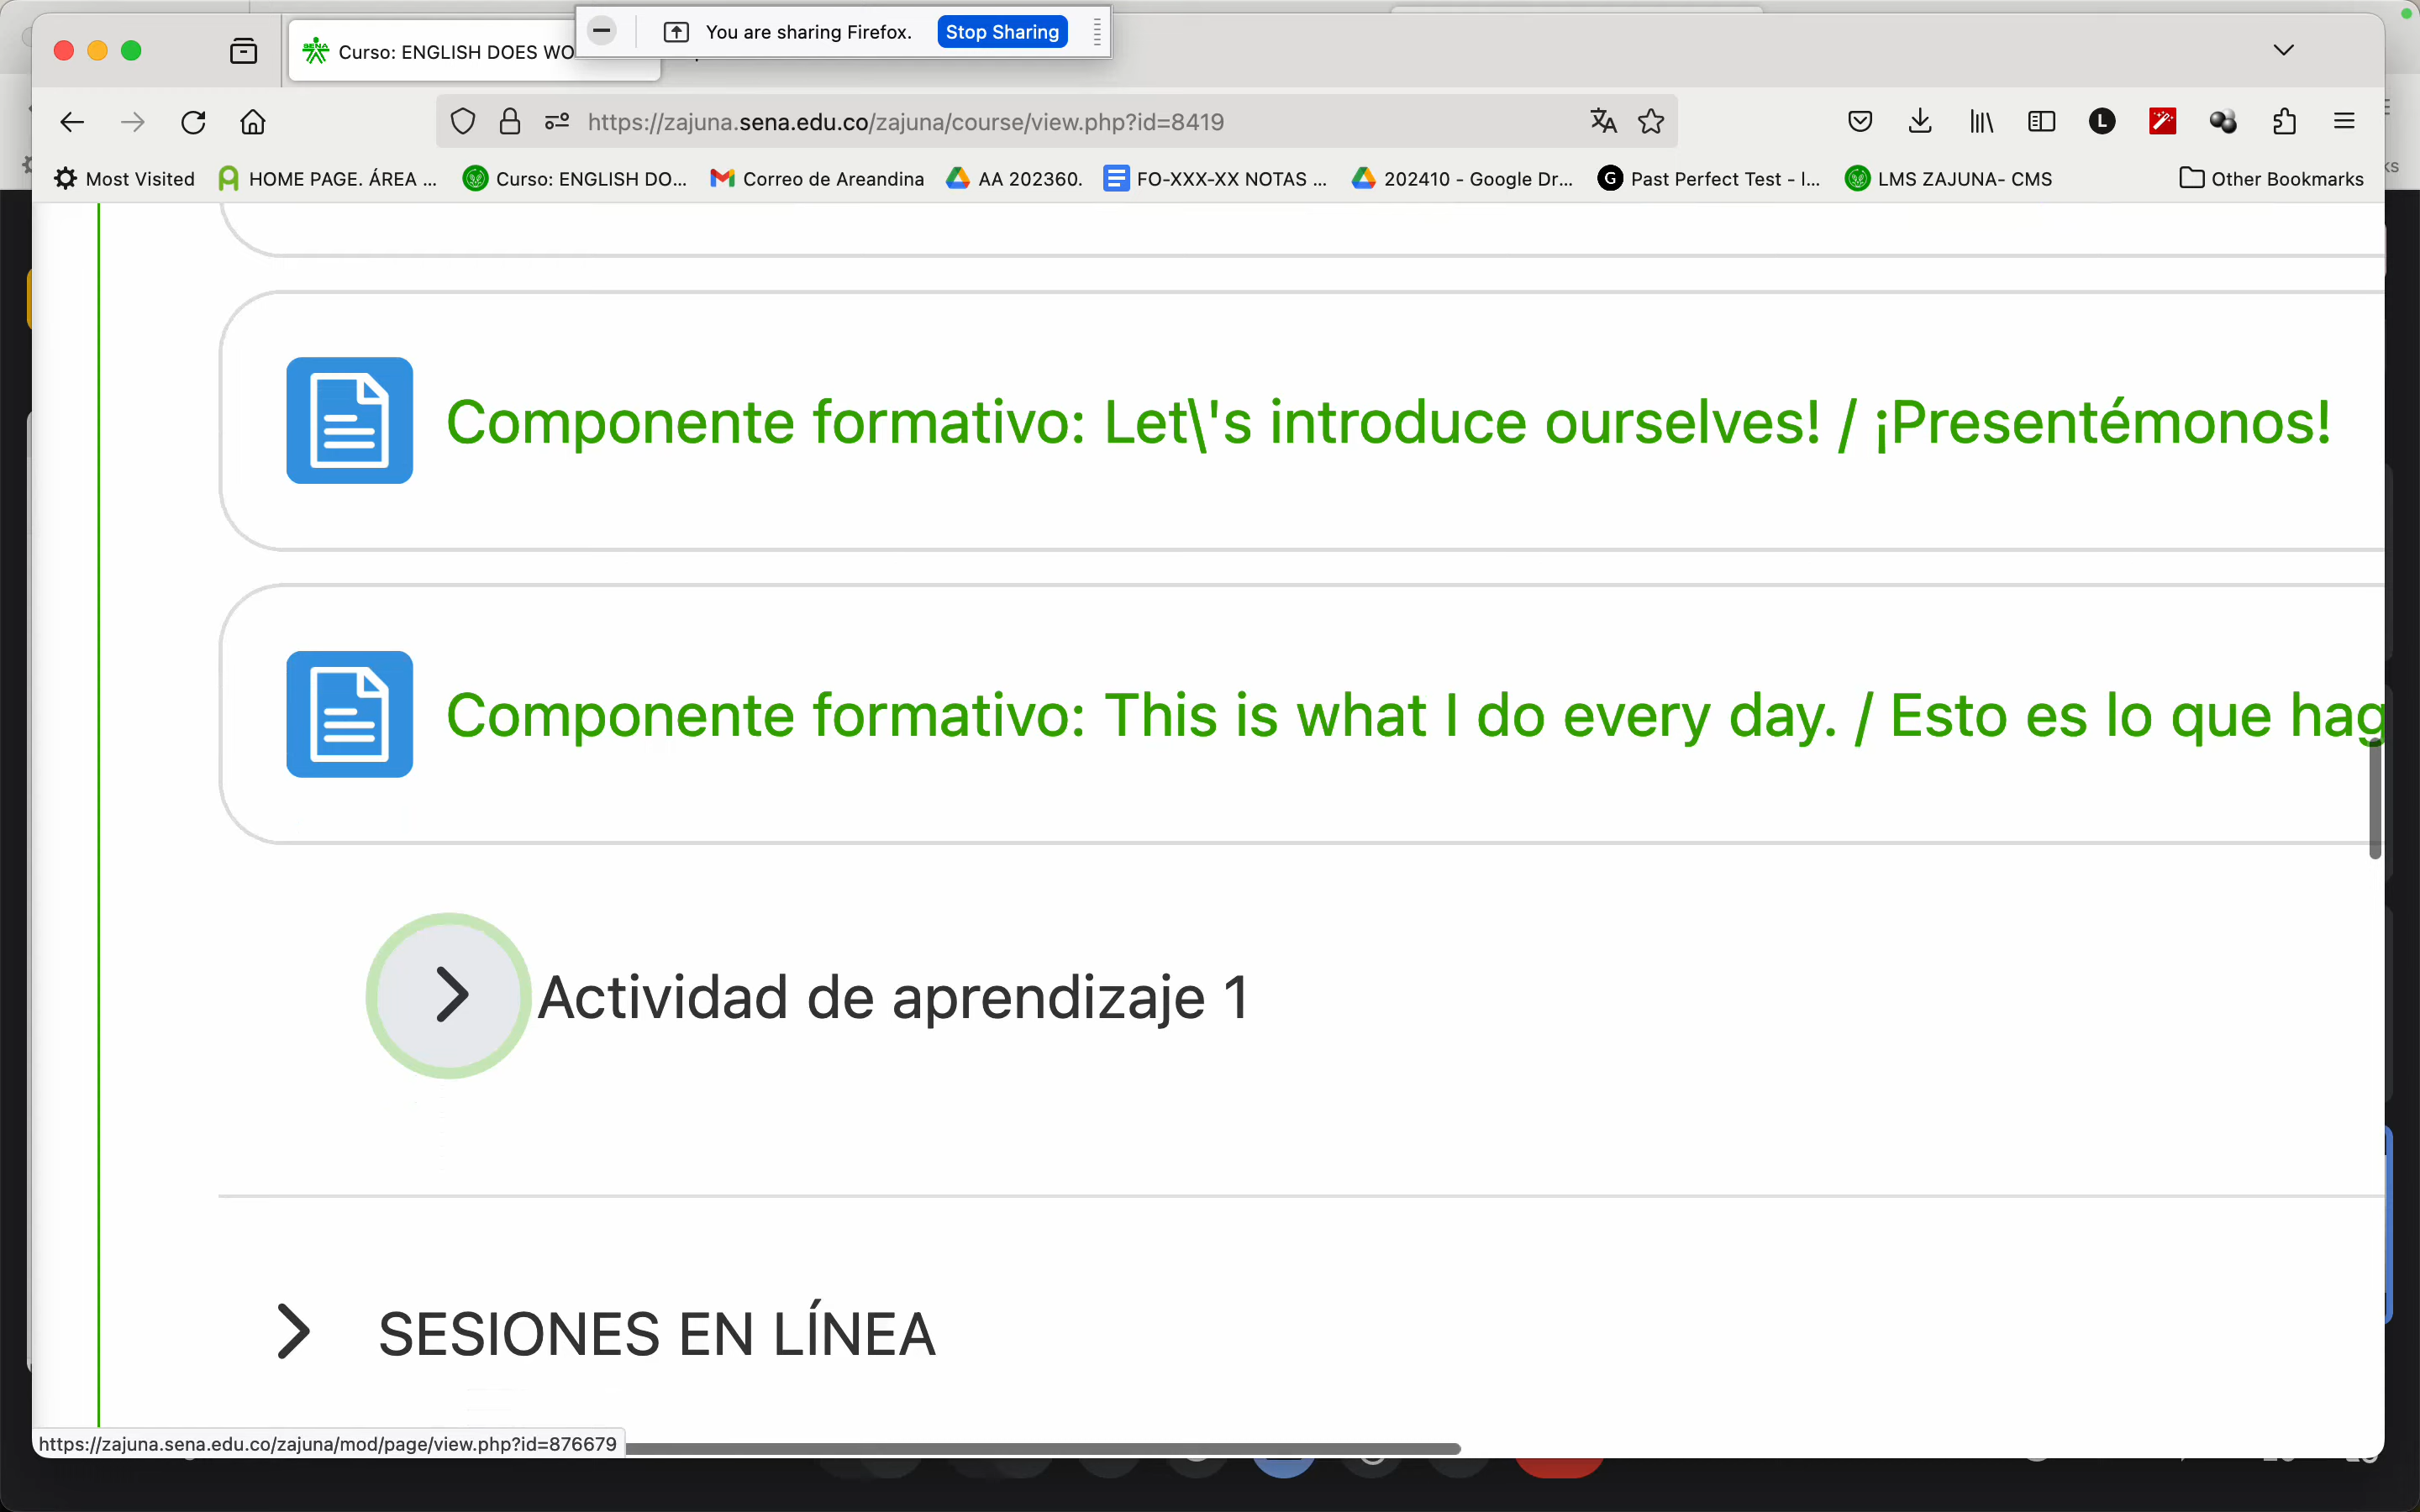 Curso: ENGLISH DOES WO
You are sharing Firefox.
Stop Sharing
https://zajuna.sena.edu.co/zajuna/course/view.php?id=8419
Most Visited
HOME PAGE. ÁREA ...
Curso: ENGLISH DO...
Correo de Areandina
AA 202360.
FO-XXX-XX NOTAS ...
202410 - Google Dr...
Past Perfect Test - I...
LMS ZAJUNA- CMS
Other Bookmarks
Componente formativo: Let\'s introduce ourselves! / ¡Presentémonos!
Componente formativo: This is what I do every day. / Esto es lo que hag
Actividad de aprendizaje 1
SESIONES EN LÍNEA
https://zajuna.sena.edu.co/zajuna/mod/page/view.php?id=876679